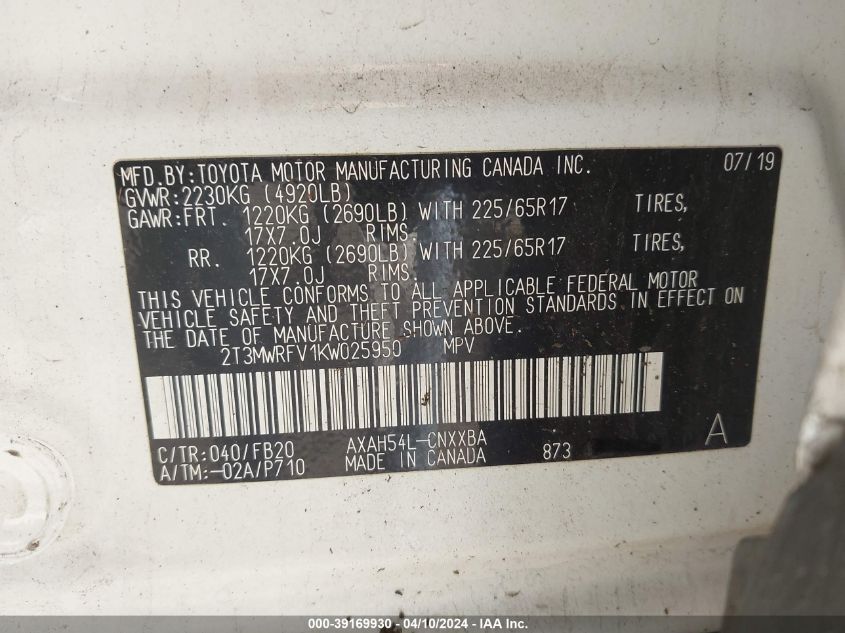 MFD.BY:TOYOTA MOTOR MANUFACTURING CANADA INC. 07/19
GVWR:2230KG (4920LB)
GAWR:FRT. 1220KG (2690LB) WITH 225/65R17 TIRES,
17X7.0J RIMS.
RR. 1220KG (2690LB) WITH 225/65R17 TIRES,
17X7.0J RIMS.
THIS VEHICLE CONFORMS TO ALL APPLICABLE FEDERAL MOTOR
VEHICLE SAFETY AND THEFT PREVENTION STANDARDS IN EFFECT ON
THE DATE OF MANUFACTURE SHOWN ABOVE.
2T3MWRFV1KW025950 MPV
C/TR:040/FB20 AXAH54L-CNXXBA A
A/TM:-02A/P710 MADE IN CANADA 873
000-39169930 - 04/10/2024 - IAA Inc.